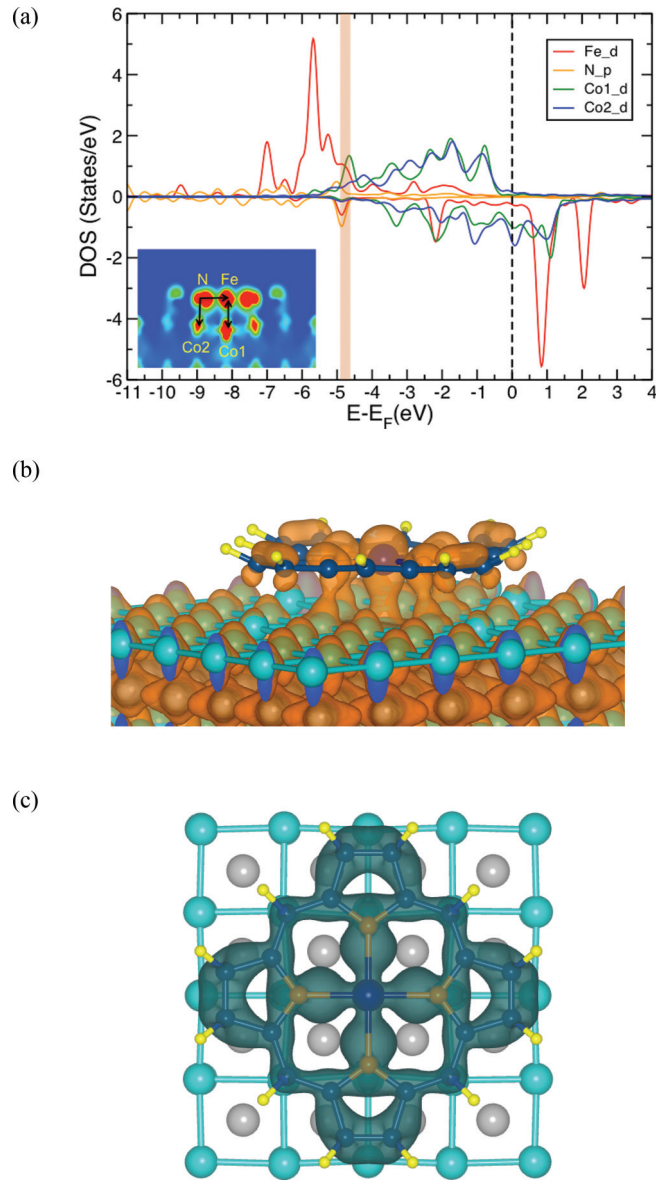 (a)
6
4
2
0
-2
-4
-6
DOS (States/eV)
Fe_d
N_p
Co1_d
Co2_d
N Fe
Co2 Co1
-11 -10 -9 -8 -7 -6 -5 -4 -3 -2 -1 0 1 2 3 4
E-EF(eV)
(b)
(c)